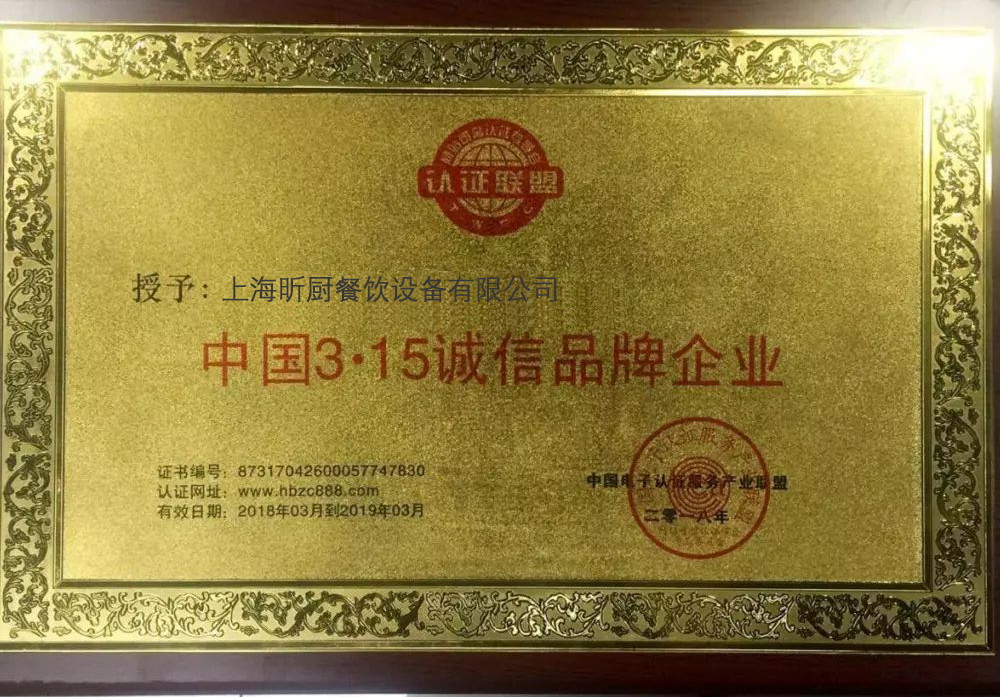 认证联盟
授予：上海昕厨餐饮设备有限公司
中国3·15诚信品牌企业
证书编号：87317042600057747830
认证网址：www.hbzc888.com
有效日期：2018年03月到2019年03月
中国电子认证服务产业联盟
二零一八年